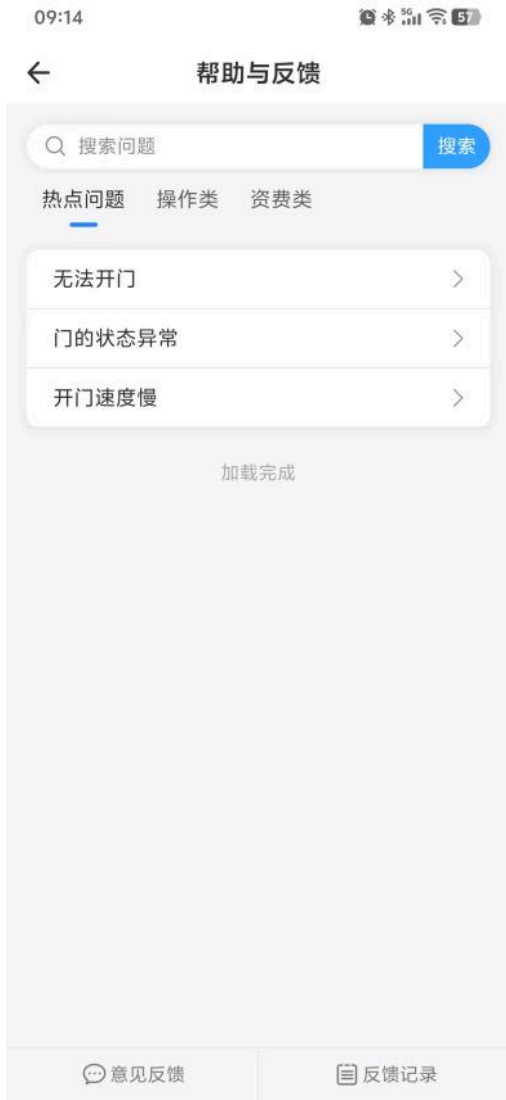 09:14 5G 57
帮助与反馈
搜索问题 搜索
热点问题 操作类 资费类
无法开门
门的状态异常
开门速度慢
加载完成
意见反馈 反馈记录